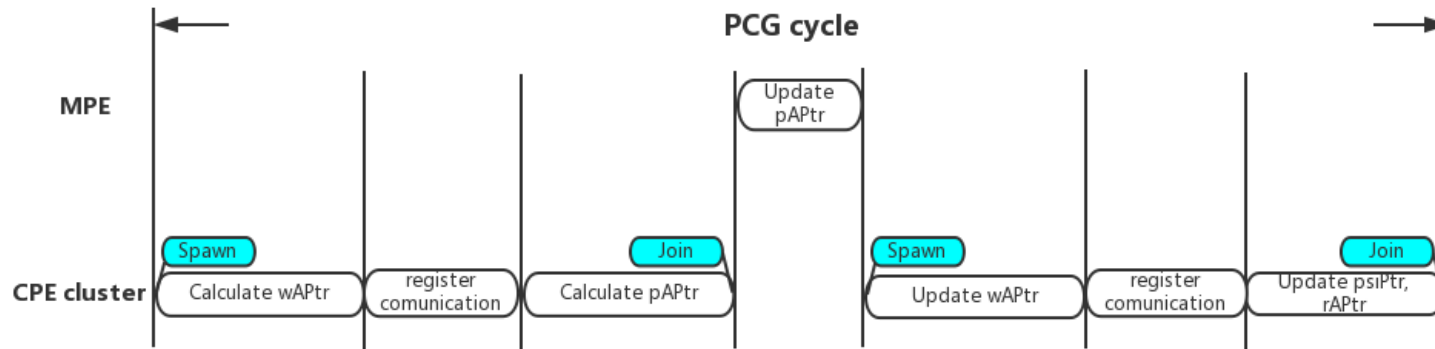 PCG cycle
MPE
Update
pAPtr
Spawn
Join
Spawn
Join
CPE cluster
Calculate wAPtr
register
comunication
Calculate pAPtr
Update wAPtr
register
comunication
Update psiPtr,
rAPtr